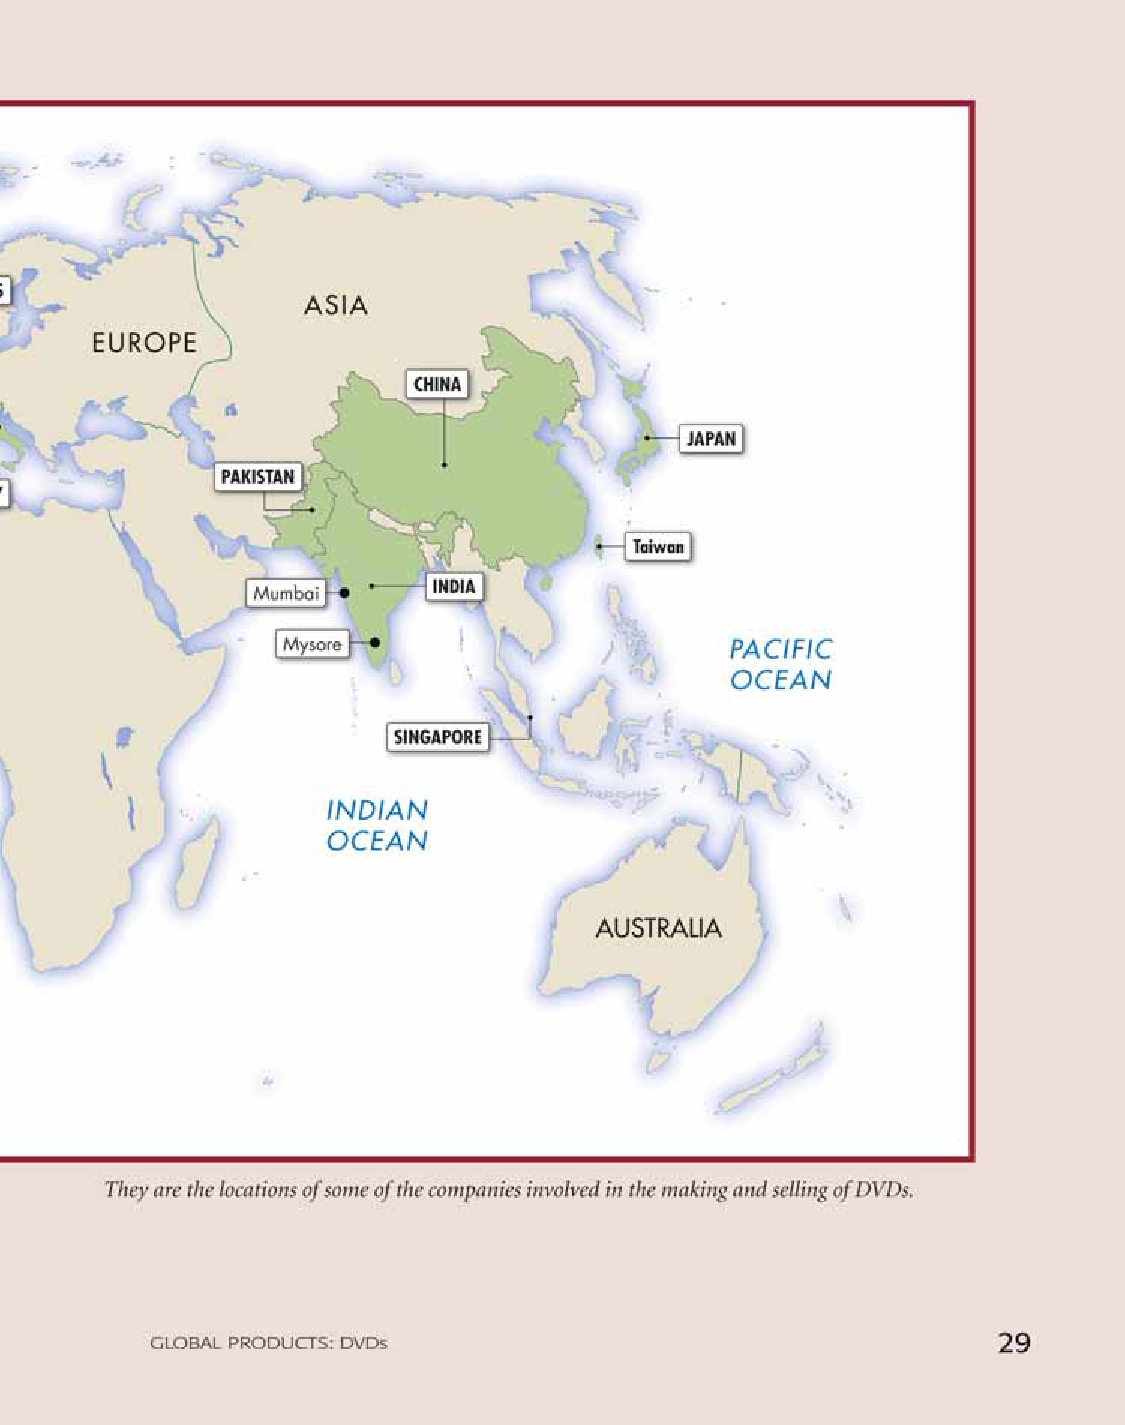 ASIA
EUROPE
S
CHINA
JAPAN
PAKISTAN
Y
Taiwan
INDIA
Mumbai
Mysore
PACIFIC
OCEAN
SINGAPORE
INDIAN
OCEAN
AUSTRALIA
They are the locations of some of the companies involved in the making and selling of DVDs.
GLOBAL PRODUCTS: DVDs
29